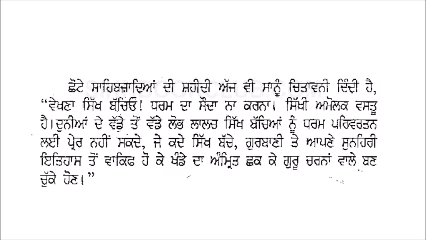 ਛੋਟੇ ਸਾਹਿਬਜ਼ਾਦਿਆਂ ਦੀ ਸ਼ਹੀਦੀ ਅੱਜ ਵੀ ਸਾਨੂੰ ਚਿਤਾਵਨੀ ਦਿੰਦੀ ਹੈ,
“ਵੇਖਣਾ ਸਿੱਖ ਬੱਚਿਓ! ਧਰਮ ਦਾ ਸੌਦਾ ਨਾ ਕਰਨਾ। ਸਿੱਖੀ ਅਮੋਲਕ ਵਸਤੂ
ਹੈ। ਦੁਨੀਆਂ ਦੇ ਵੱਡੇ ਤੋਂ ਵੱਡੇ ਲੋਭ ਲਾਲਚ ਸਿੱਖ ਬੱਚਿਆਂ ਨੂੰ ਧਰਮ ਪਰਿਵਰਤਨ
ਲਈ ਪ੍ਰੇਰ ਨਹੀਂ ਸਕਦੇ, ਜੇ ਕਦੇ ਸਿੱਖ ਬੱਚੇ, ਗੁਰਬਾਣੀ ਤੇ ਆਪਣੇ ਸੁਨਹਿਰੀ
ਇਤਿਹਾਸ ਤੋਂ ਵਾਕਿਫ ਹੋ ਕੇ ਖੰਡੇ ਦਾ ਅੰਮ੍ਰਿਤ ਛਕ ਕੇ ਗੁਰੂ ਚਰਨਾਂ ਵਾਲੇ ਬਣ
ਚੁੱਕੇ ਹੋਣ।”